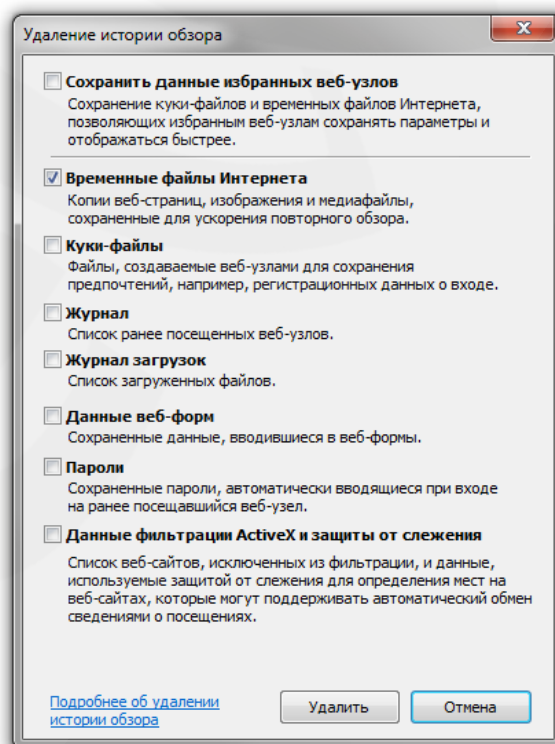 Удаление истории обзора
Сохранить данные избранных веб-узлов
Сохранение куки-файлов и временных файлов Интернета,
позволяющих избранным веб-узлам сохранять параметры и
отображаться быстрее.
Временные файлы Интернета
Копии веб-страниц, изображения и медиафайлы,
сохраненные для ускорения повторного обзора.
Куки-файлы
Файлы, создаваемые веб-узлами для сохранения
предпочтений, например, регистрационных данных о входе.
Журнал
Список ранее посещенных веб-узлов.
Журнал загрузок
Список загруженных файлов.
Данные веб-форм
Сохраненные данные, вводившиеся в веб-формы.
Пароли
Сохраненные пароли, автоматически вводящиеся при входе
на ранее посещавшийся веб-узел.
Данные фильтрации ActiveX и защиты от слежения
Список веб-сайтов, исключенных из фильтрации, и данные,
используемые защитой от слежения для определения мест на
веб-сайтах, которые могут поддерживать автоматический обмен
сведениями о посещениях.
Подробнее об удалении
истории обзора
Удалить
Отмена